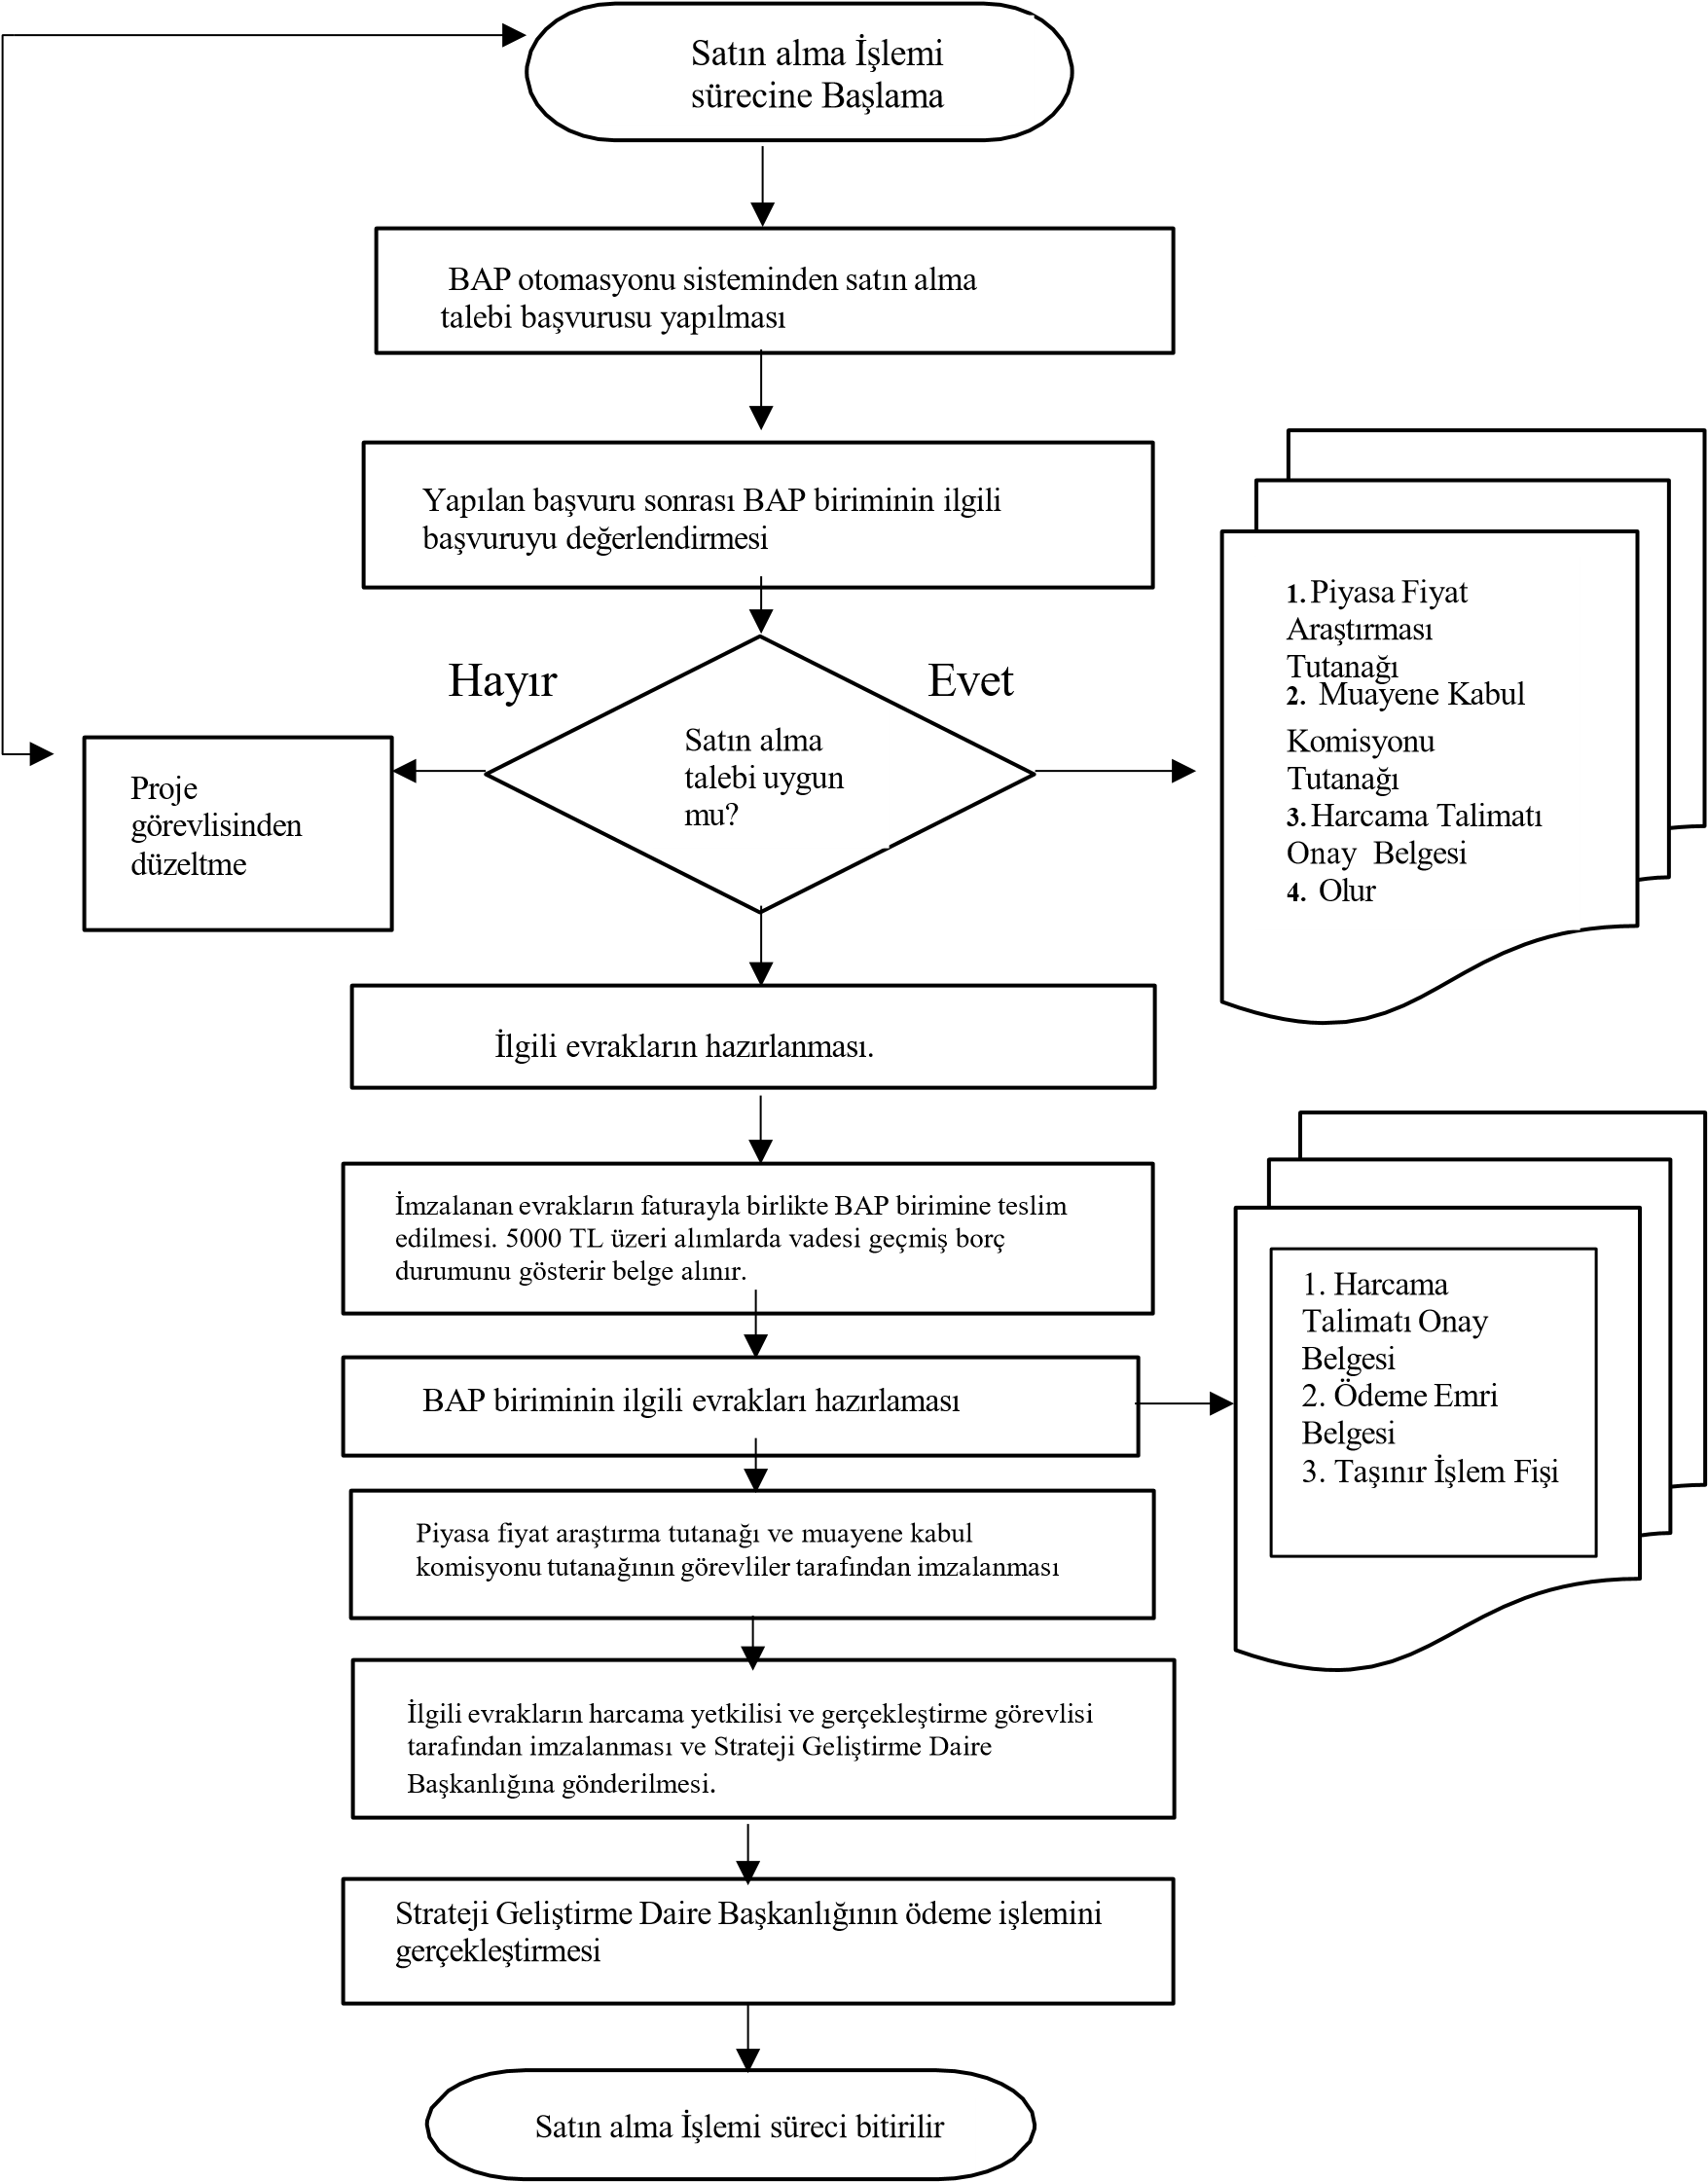 Satın alma İşlemi
sürecine Başlama
BAP otomasyonu sisteminden satın alma
talebi başvurusu yapılması
Yapılan başvuru sonrası BAP biriminin ilgili
başvuruyu değerlendirmesi
Hayır
Evet
Satın alma
talebi uygun
mu?
Proje
görevlisinden
düzeltme
1. Piyasa Fiyat
Araştırması
Tutanağı
2. Muayene Kabul
Komisyonu
Tutanağı
3. Harcama Talimatı
Onay Belgesi
4. Olur
İlgili evrakların hazırlanması.
İmzalanan evrakların faturayla birlikte BAP birimine teslim
edilmesi. 5000 TL üzeri alımlarda vadesi geçmiş borç
durumunu gösterir belge alınır.
BAP biriminin ilgili evrakları hazırlaması
1. Harcama
Talimatı Onay
Belgesi
2. Ödeme Emri
Belgesi
3. Taşınır İşlem Fişi
Piyasa fiyat araştırma tutanağı ve muayene kabul
komisyonu tutanağının görevliler tarafından imzalanması
İlgili evrakların harcama yetkilisi ve gerçekleştirme görevlisi
tarafından imzalanması ve Strateji Geliştirme Daire
Başkanlığına gönderilmesi.
Strateji Geliştirme Daire Başkanlığının ödeme işlemini
gerçekleştirmesi
Satın alma İşlemi süreci bitirilir